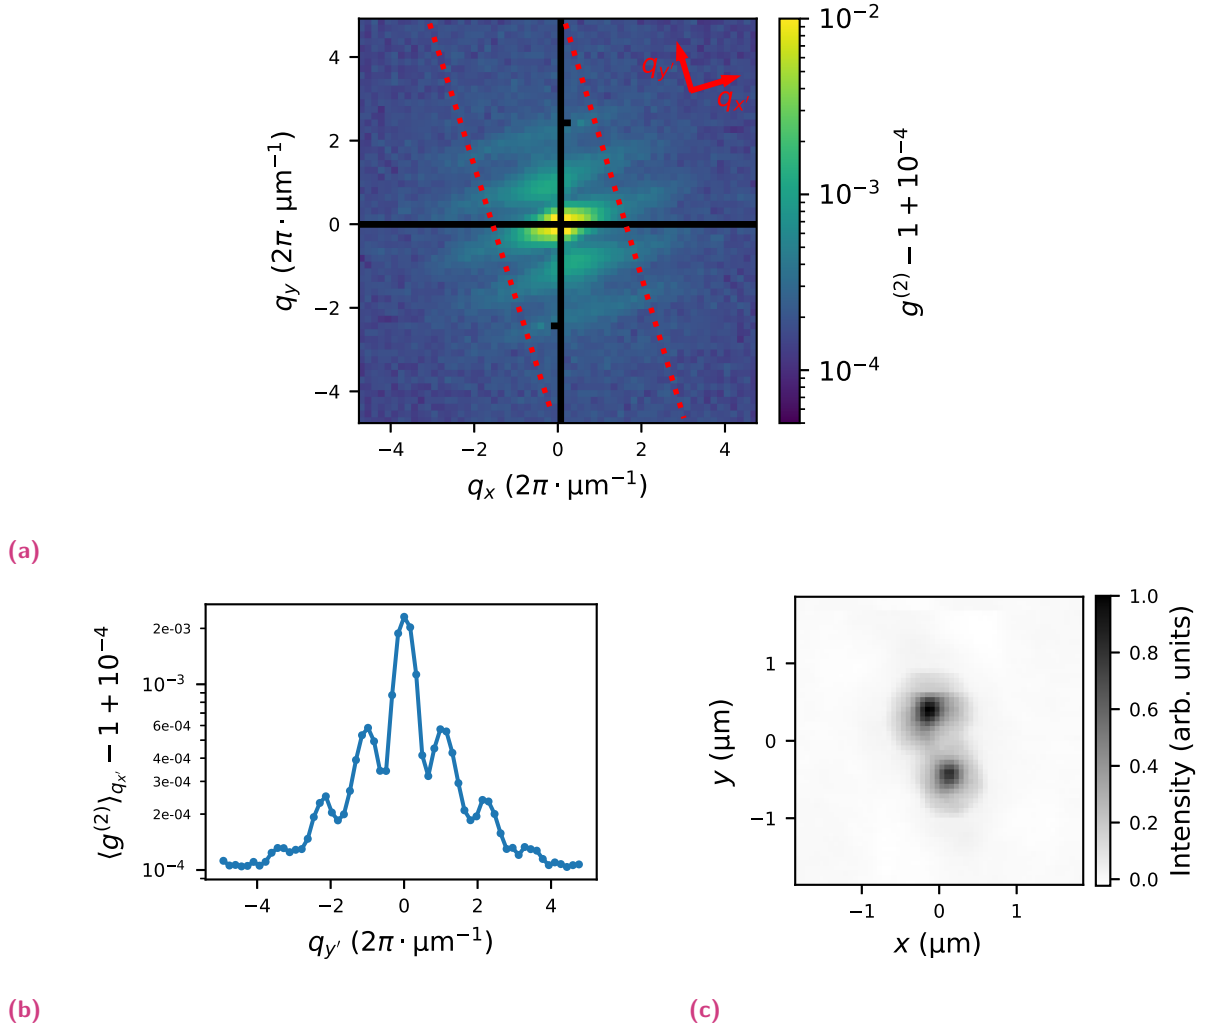 4
2
0
−2
−4
q_y (2π · µm⁻¹)
−4
−2
0
2
4
q_x (2π · µm⁻¹)
q_y'
q_x'
10⁻²
10⁻³
10⁻⁴
g⁽²⁾ − 1 + 10⁻⁴
(a)
2e-03
10⁻³
6e-04
4e-04
3e-04
2e-04
10⁻⁴
⟨g⁽²⁾⟩_qx' − 1 + 10⁻⁴
−4
−2
0
2
4
q_y' (2π · µm⁻¹)
(b)
1
0
−1
y (µm)
−1
0
1
x (µm)
1.0
0.8
0.6
0.4
0.2
0.0
Intensity (arb. units)
(c)